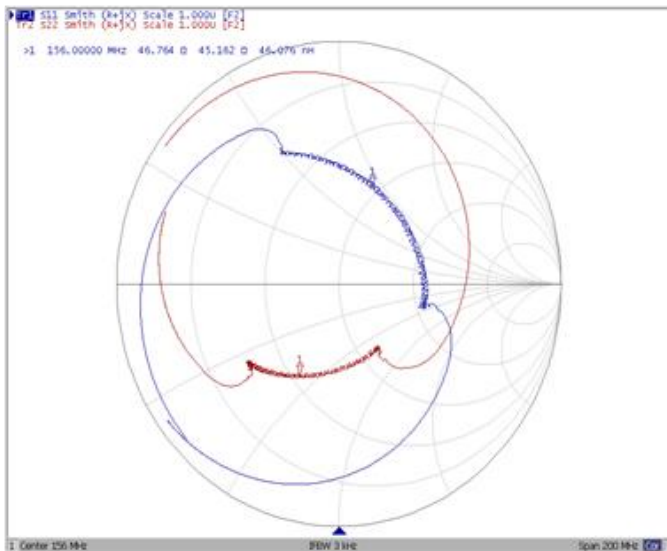 Tr1 S11 Smith (R+jX) Scale 1.000U [F2]
Tr2 S22 Smith (R+jX) Scale 1.000U [F2]
>1 156.00000 MHz 46.764 Ω 45.162 Ω 46.076 nH
1
1
1 Center 156 MHz IFBW 3 kHz Span 200 MHz Cor